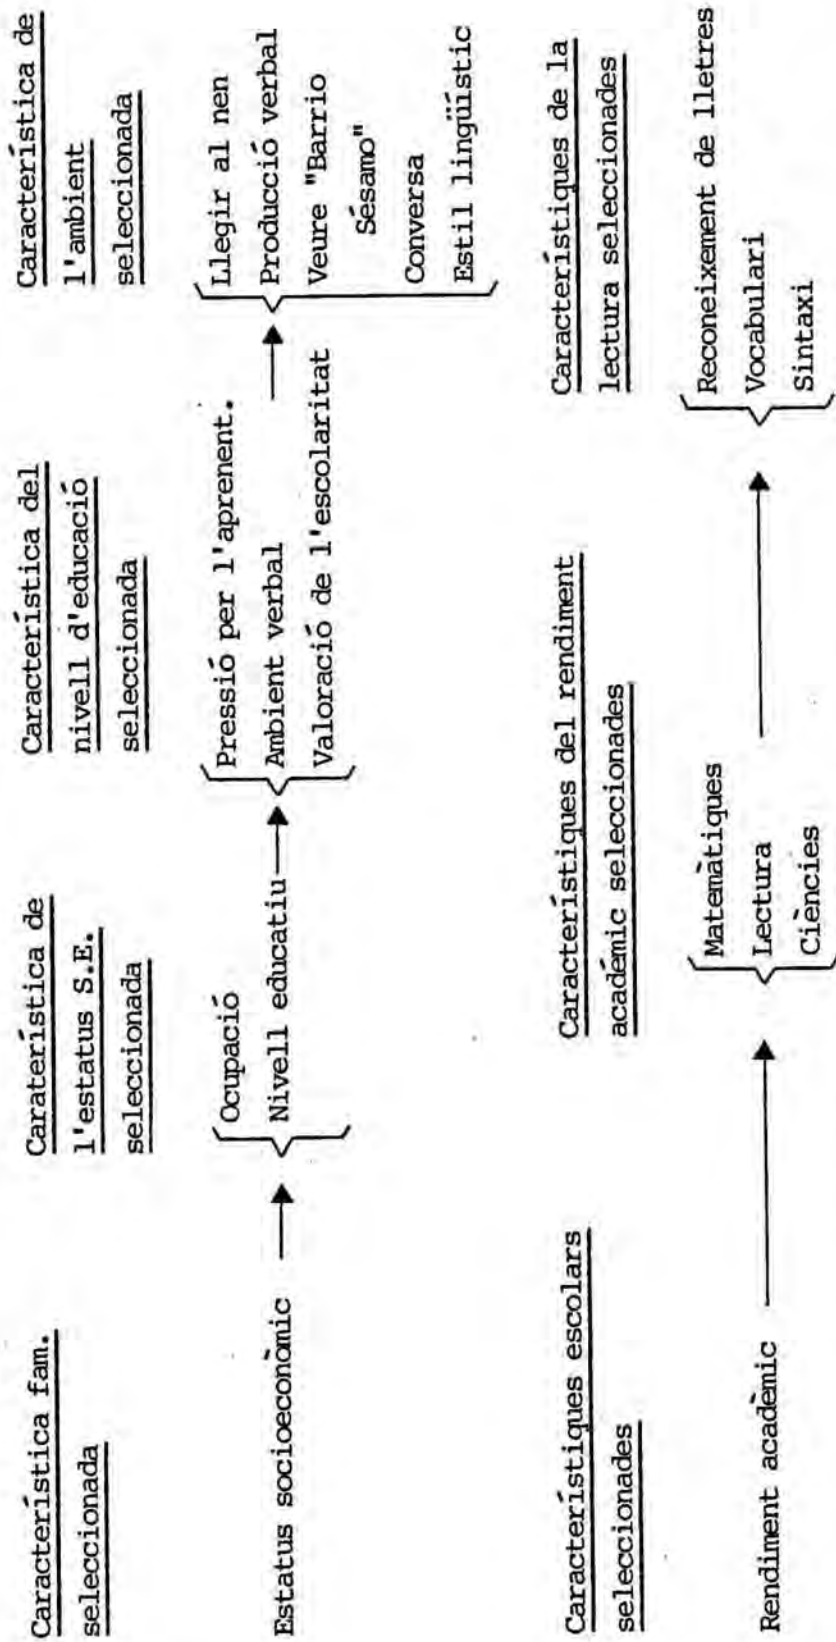 Característica fam.
seleccionada
Estatus socioeconòmic
Caraterística de
l'estatus S.E.
seleccionada
Ocupació
Nivell educatiu
Característica del
nivell d'educació
seleccionada
Pressió per l'aprenent.
Ambient verbal
Valoració de l'escolaritat
Característica de
l'ambient
seleccionada
Llegir al nen
Producció verbal
Veure "Barrio
Sésamo"
Conversa
Estil lingüístic
Característiques escolars
seleccionades
Rendiment acadèmic
Característiques del rendiment
acadèmic seleccionades
Matemàtiques
Lectura
Ciències
Característiques de la
lectura seleccionades
Reconeixement de lletres
Vocabulari
Sintaxi